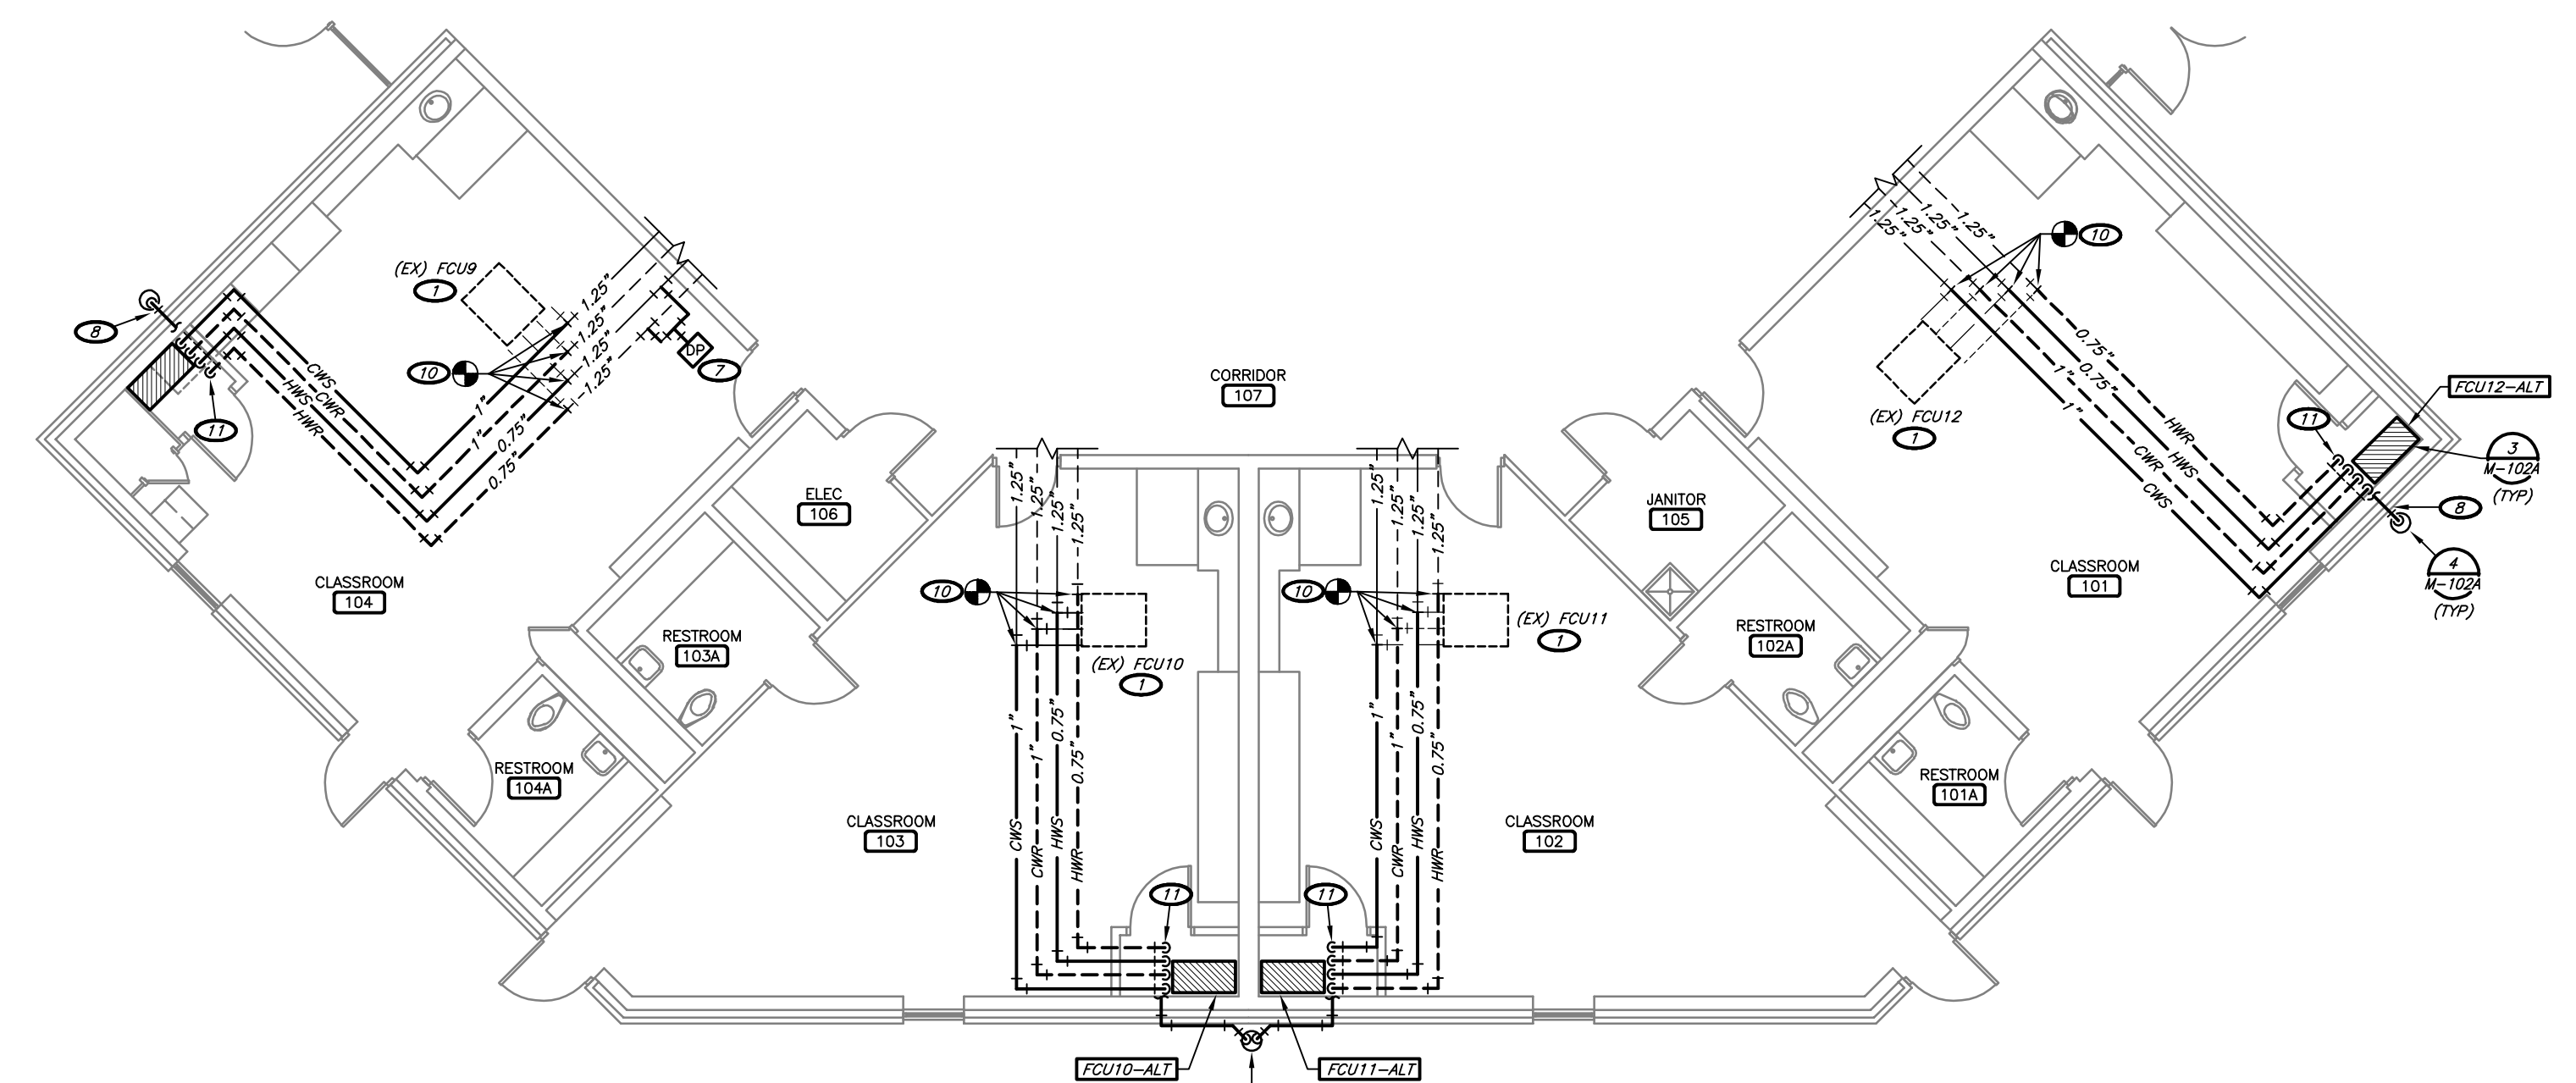 (EX) FCU9
1
8
10
11
1.25"
1.25"
1.25"
1.25"
DP
7
CWS
CWR
HWS
HWR
1"
1"
0.75"
0.75"
CLASSROOM
104
ELEC
106
RESTROOM
103A
RESTROOM
104A
CORRIDOR
107
1.25"
1.25"
1.25"
1.25"
10
(EX) FCU10
1
1"
1"
0.75"
0.75"
CWS
CWR
HWS
HWR
CLASSROOM
103
11
FCU10-ALT
1.25"
1.25"
1.25"
1.25"
10
(EX) FCU11
1
1"
1"
0.75"
0.75"
CWS
CWR
HWS
HWR
CLASSROOM
102
11
FCU11-ALT
JANITOR
105
RESTROOM
102A
RESTROOM
101A
1.25"
1.25"
1.25"
1.25"
10
(EX) FCU12
1
0.75"
0.75"
1"
1"
HWR
HWS
CWR
CWS
CLASSROOM
101
11
FCU12-ALT
3
M-102A
(TYP)
8
4
M-102A
(TYP)